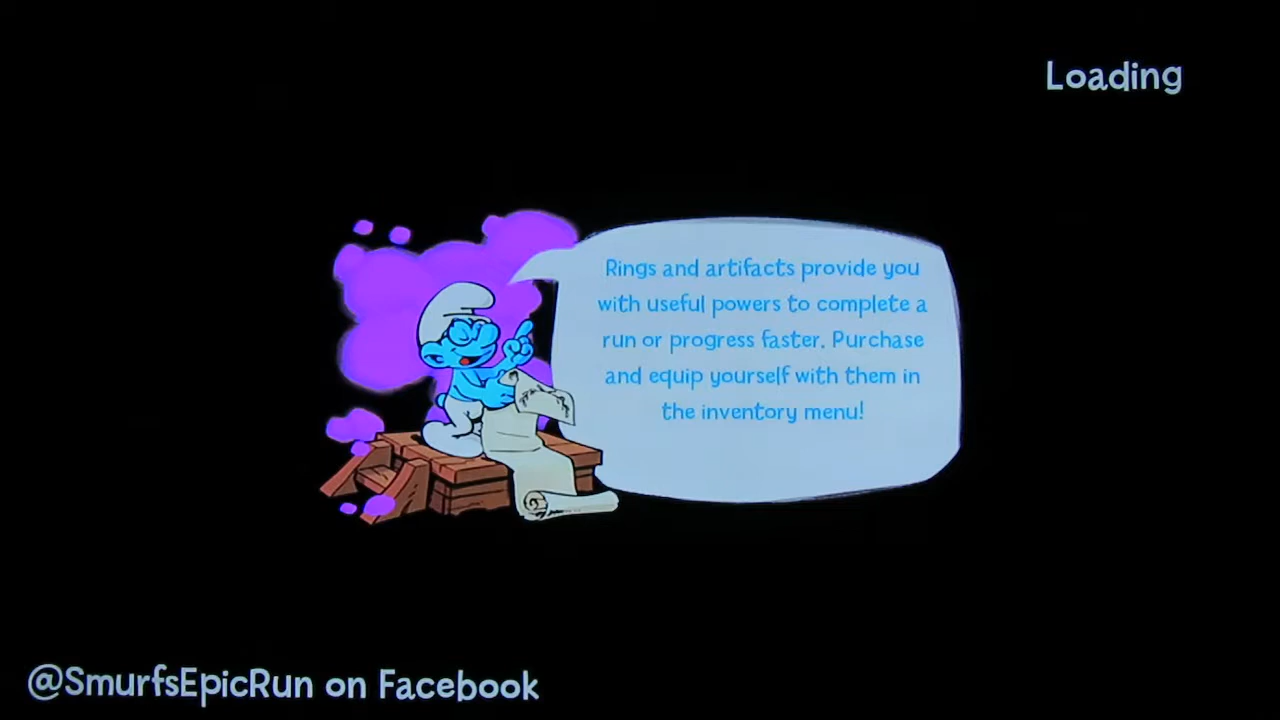 Loading
Rings and artifacts provide you
with useful powers to complete a
run or progress faster. Purchase
and equip yourself with them in
the inventory menu!
@SmurfsEpicRun on Facebook